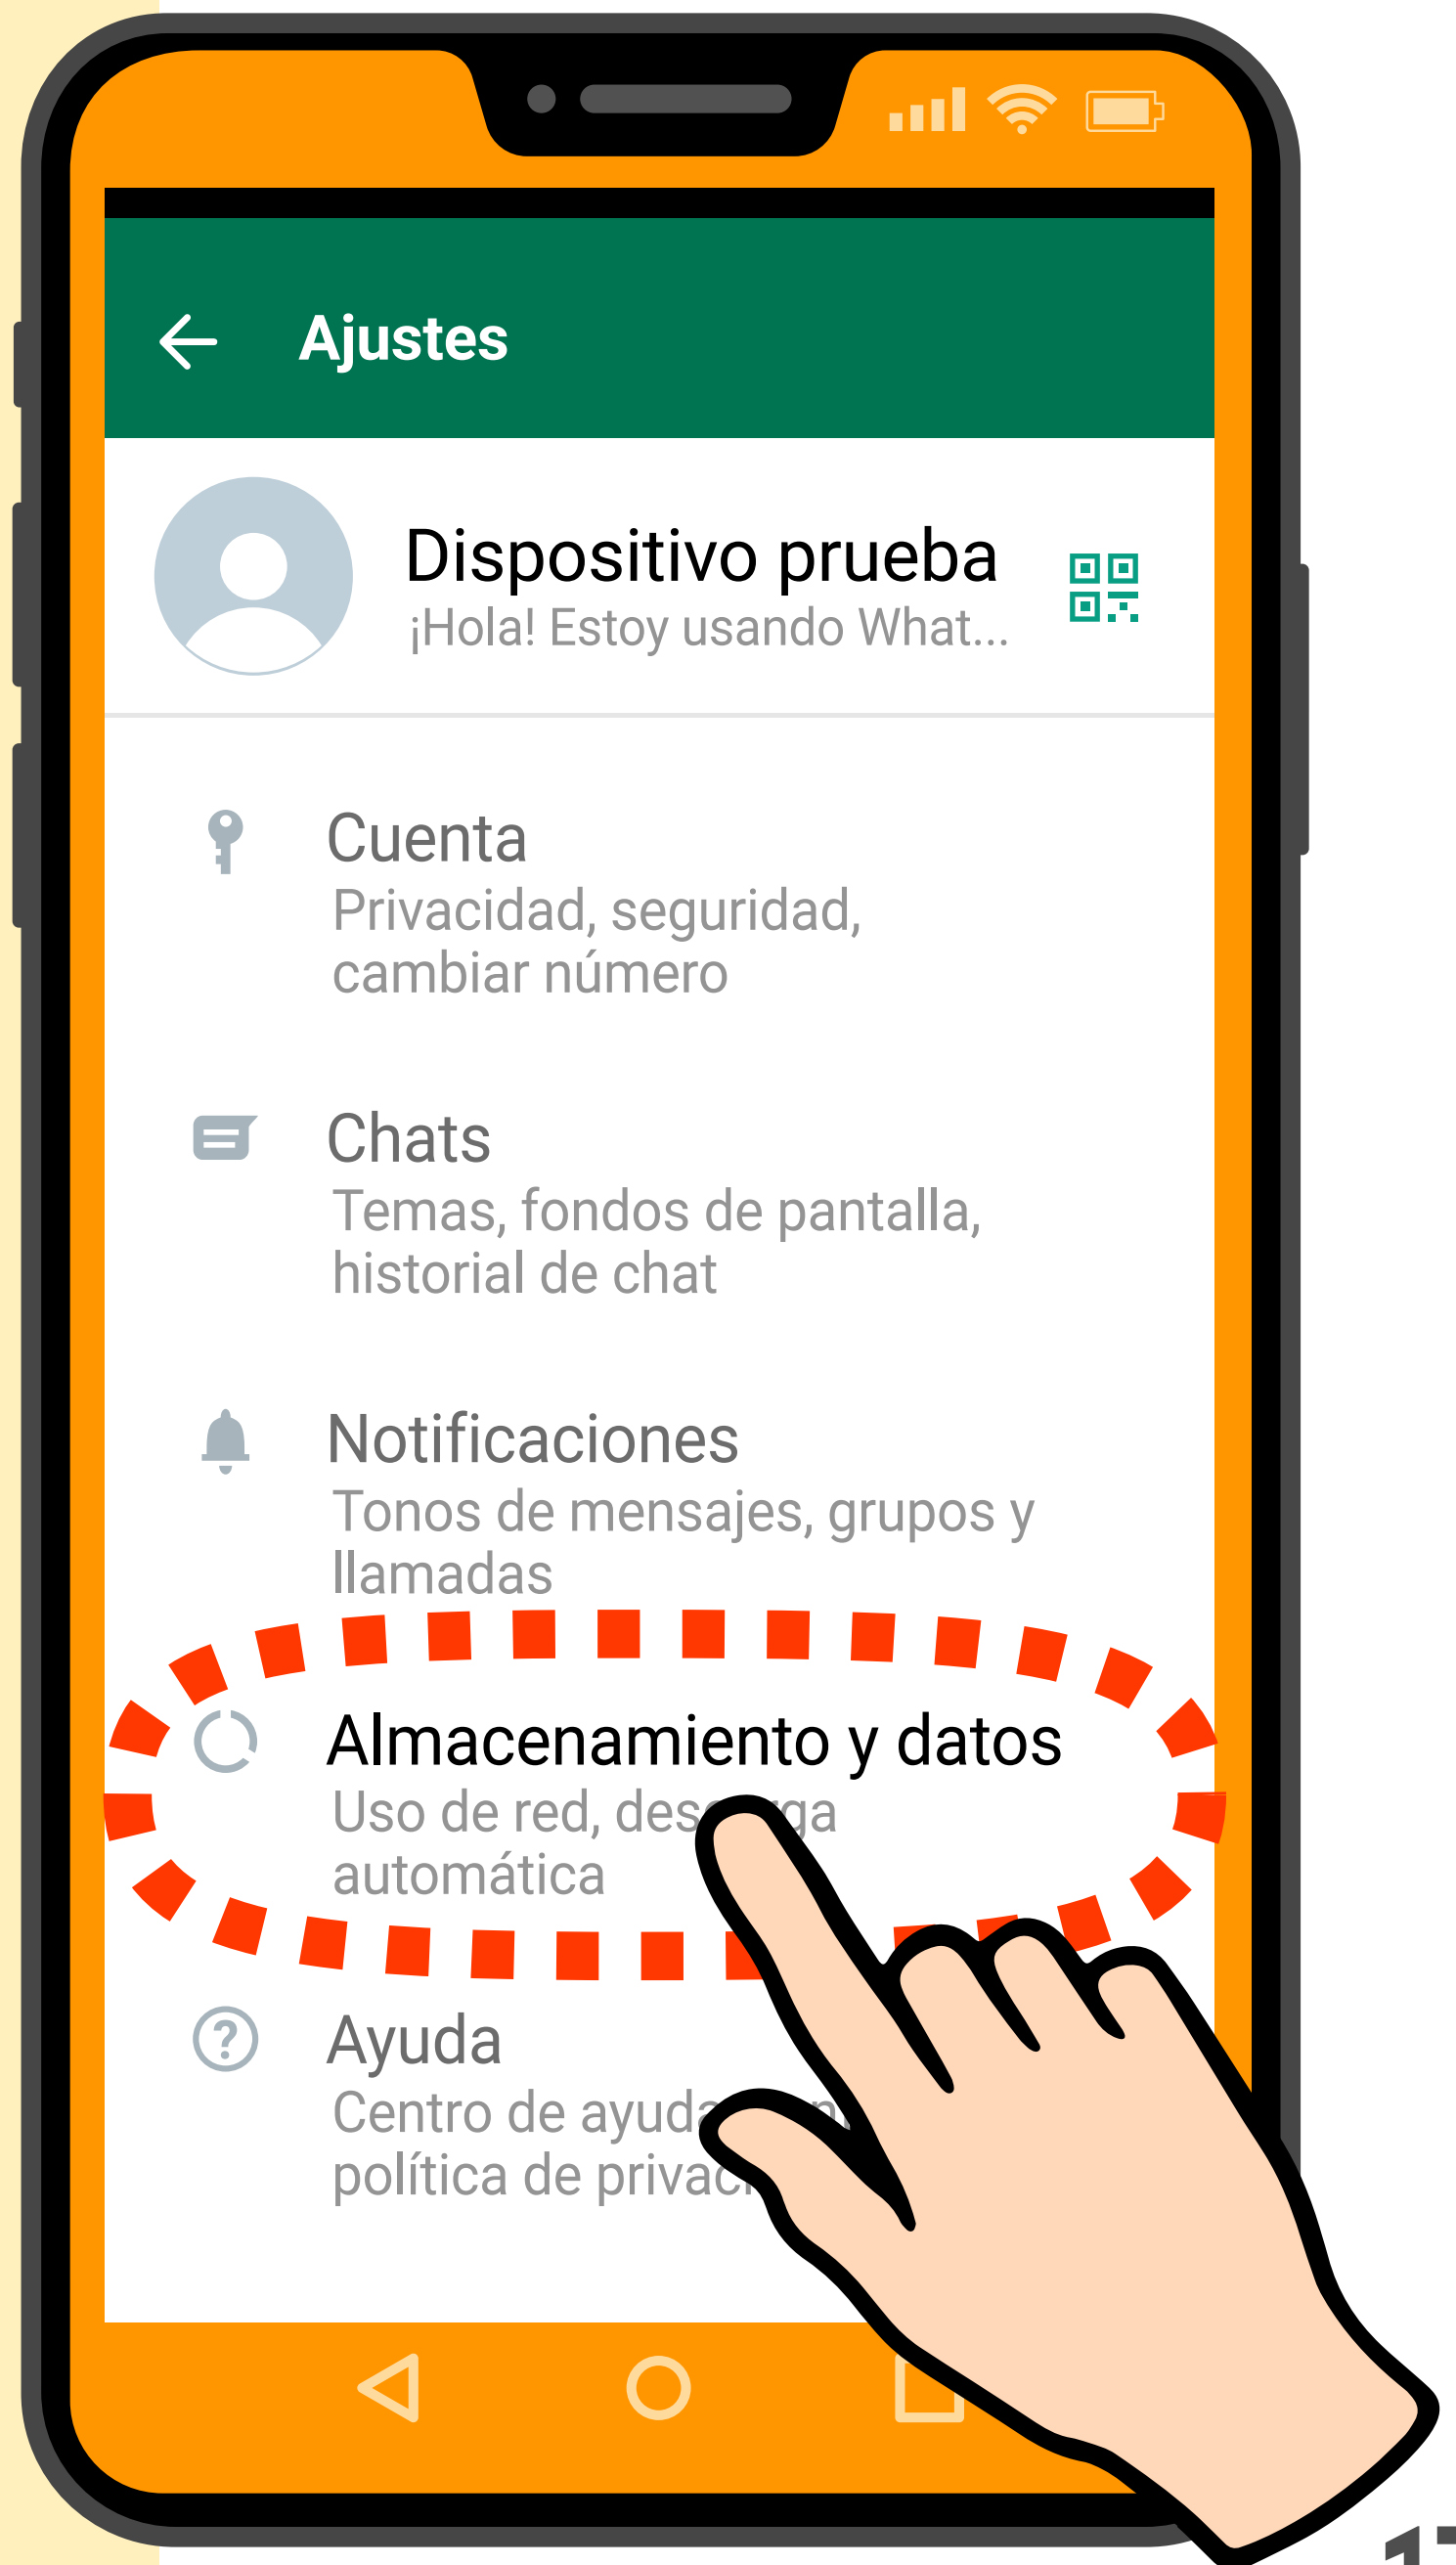 Ajustes
Dispositivo prueba
¡Hola! Estoy usando What...
Cuenta
Privacidad, seguridad,
cambiar número
Chats
Temas, fondos de pantalla,
historial de chat
Notificaciones
Tonos de mensajes, grupos y
llamadas
Almacenamiento y datos
Uso de red, descarga
automática
Ayuda
Centro de ayuda
política de